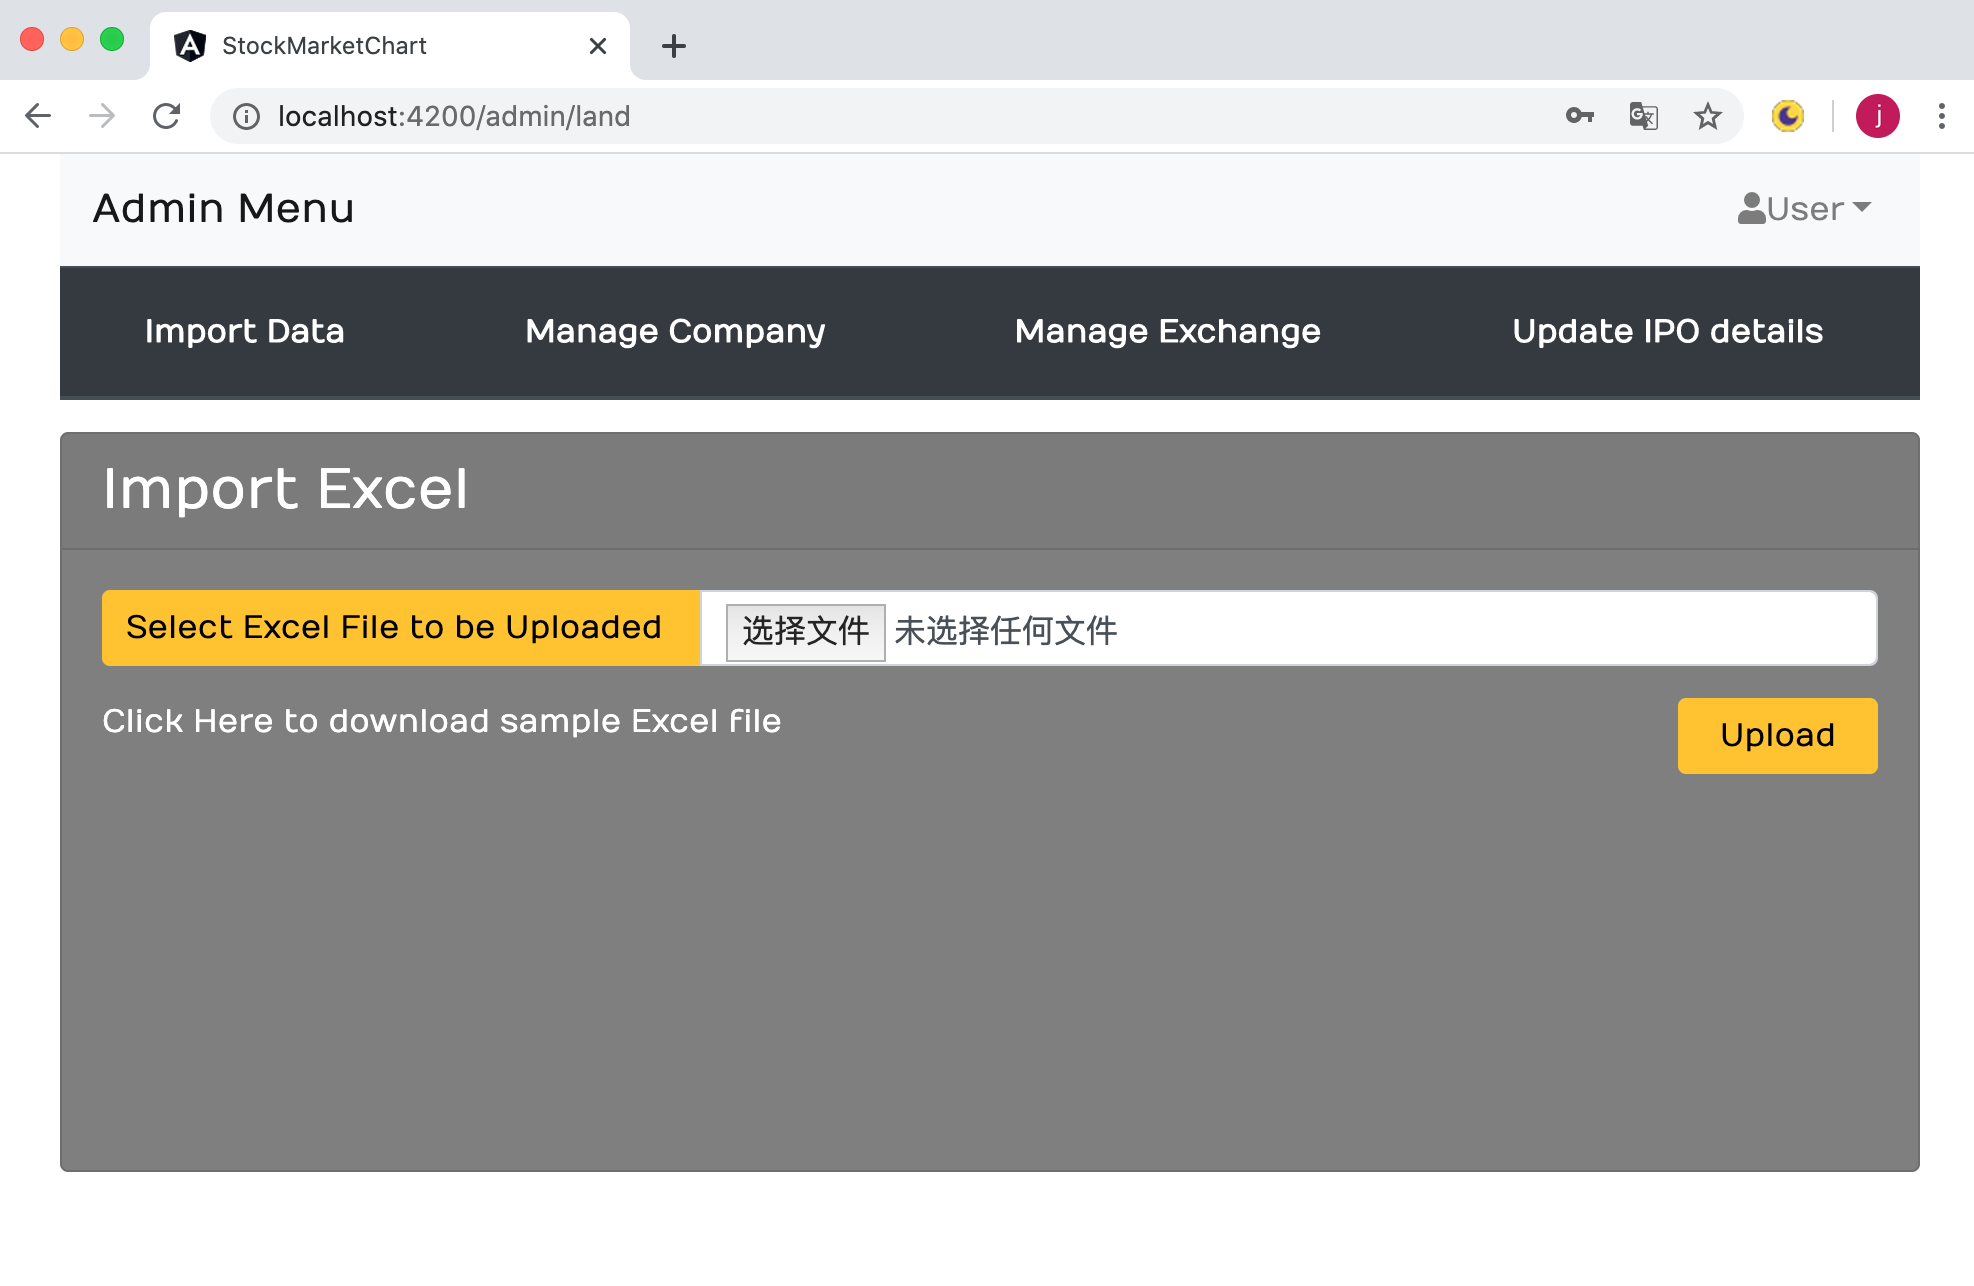 StockMarketChart
localhost:4200/admin/land
j
Admin Menu
User
Import Data
Manage Company
Manage Exchange
Update IPO details
Import Excel
Select Excel File to be Uploaded
选择文件 未选择任何文件
Click Here to download sample Excel file
Upload